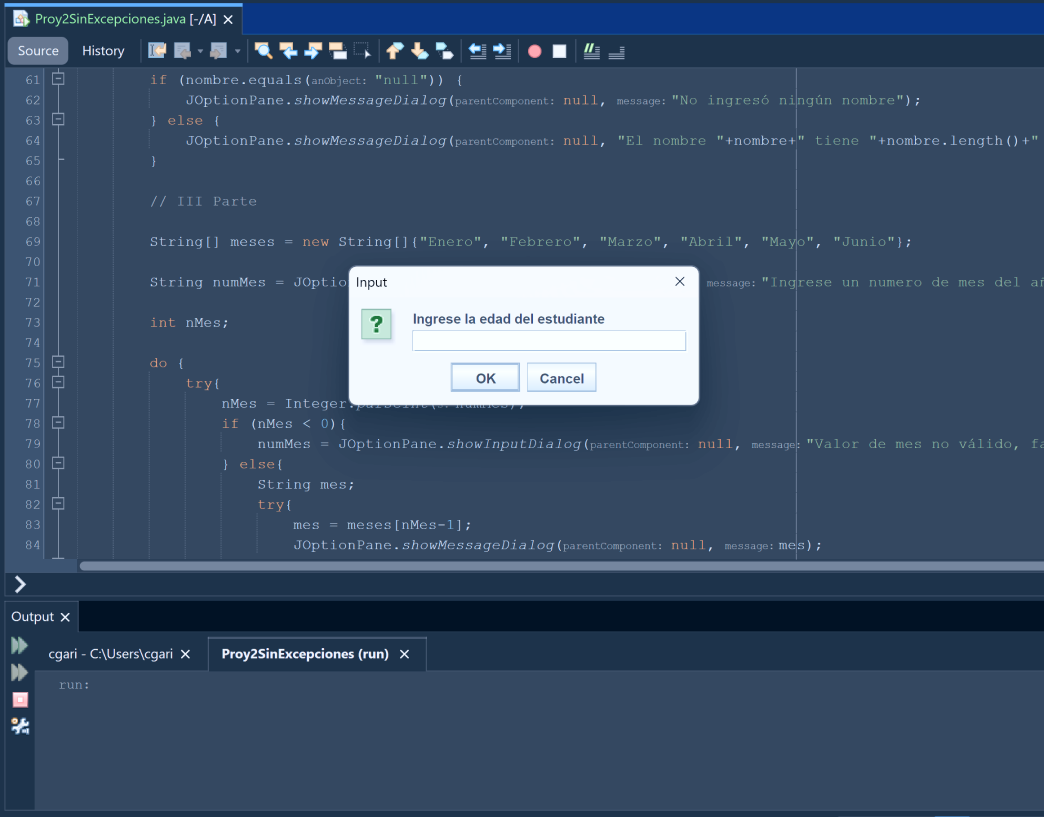 Proy2SinExcepciones.java [-/A] ×
Source History
61 if (nombre.equals(anObject: "null")) {
62 JOptionPane.showMessageDialog(parentComponent: null, message: "No ingresó ningún nombre");
63 } else {
64 JOptionPane.showMessageDialog(parentComponent: null, "El nombre "+nombre+" tiene "+nombre.length()+"
65 }
66
67 // III Parte
68
69 String[] meses = new String[]{"Enero", "Febrero", "Marzo", "Abril", "Mayo", "Junio"};
70
71 String numMes = JOptio message: "Ingrese un numero de mes del
72
73 int nMes;
74
75 do {
76 try{
77 nMes = Integer.parseInt(s: numMes);
78 if (nMes < 0){
79 numMes = JOptionPane.showInputDialog(parentComponent: null, message: "Valor de mes no válido,
80 } else{
81 String mes;
82 try{
83 mes = meses[nMes-1];
84 JOptionPane.showMessageDialog(parentComponent: null, message: mes);
Input
Ingrese la edad del estudiante
OK Cancel
Output ×
cgari - C:\Users\cgari × Proy2SinExcepciones (run) ×
run: